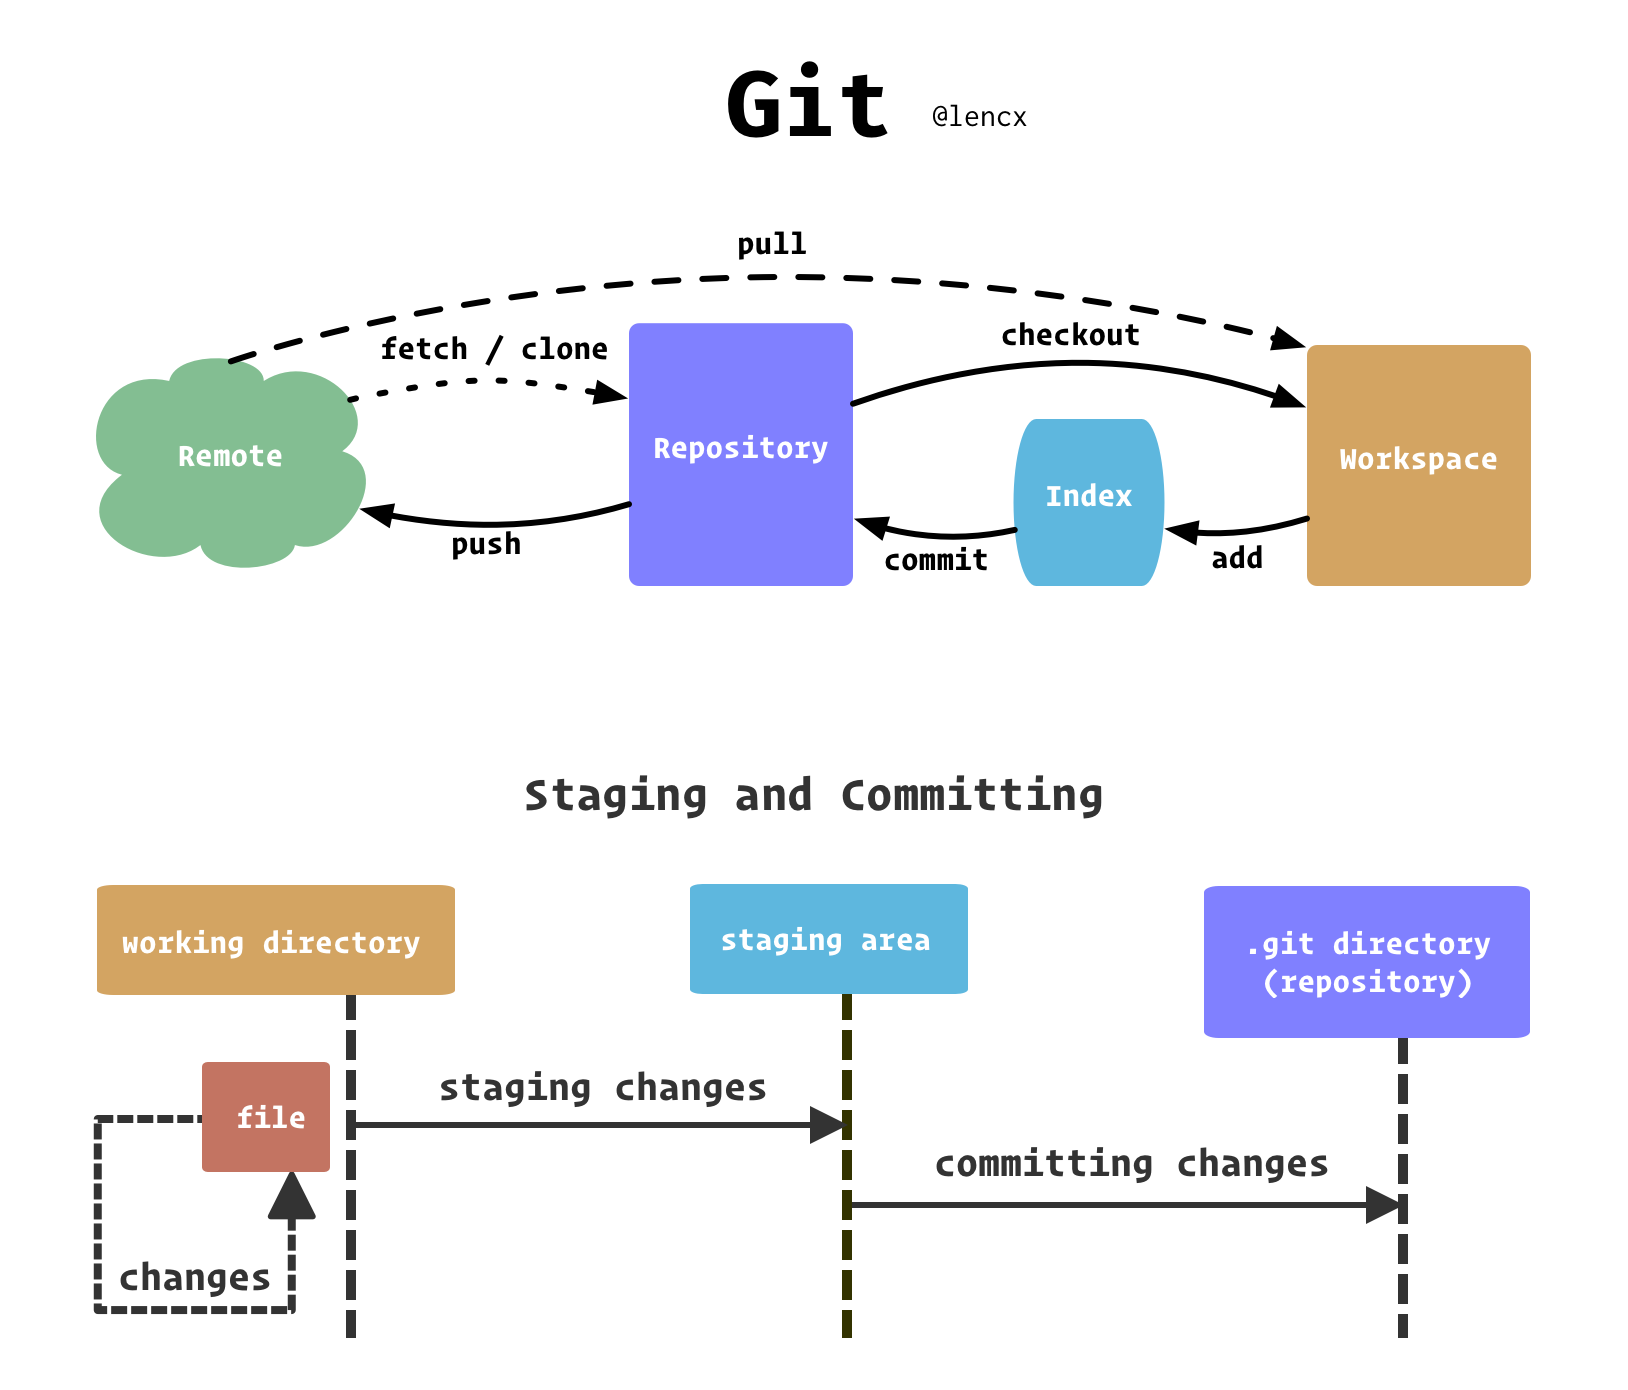 Git @lencx
pull
fetch / clone
checkout
Remote
Repository
Index
Workspace
push
commit
add
Staging and Committing
working directory
staging area
.git directory
(repository)
file
staging changes
committing changes
changes